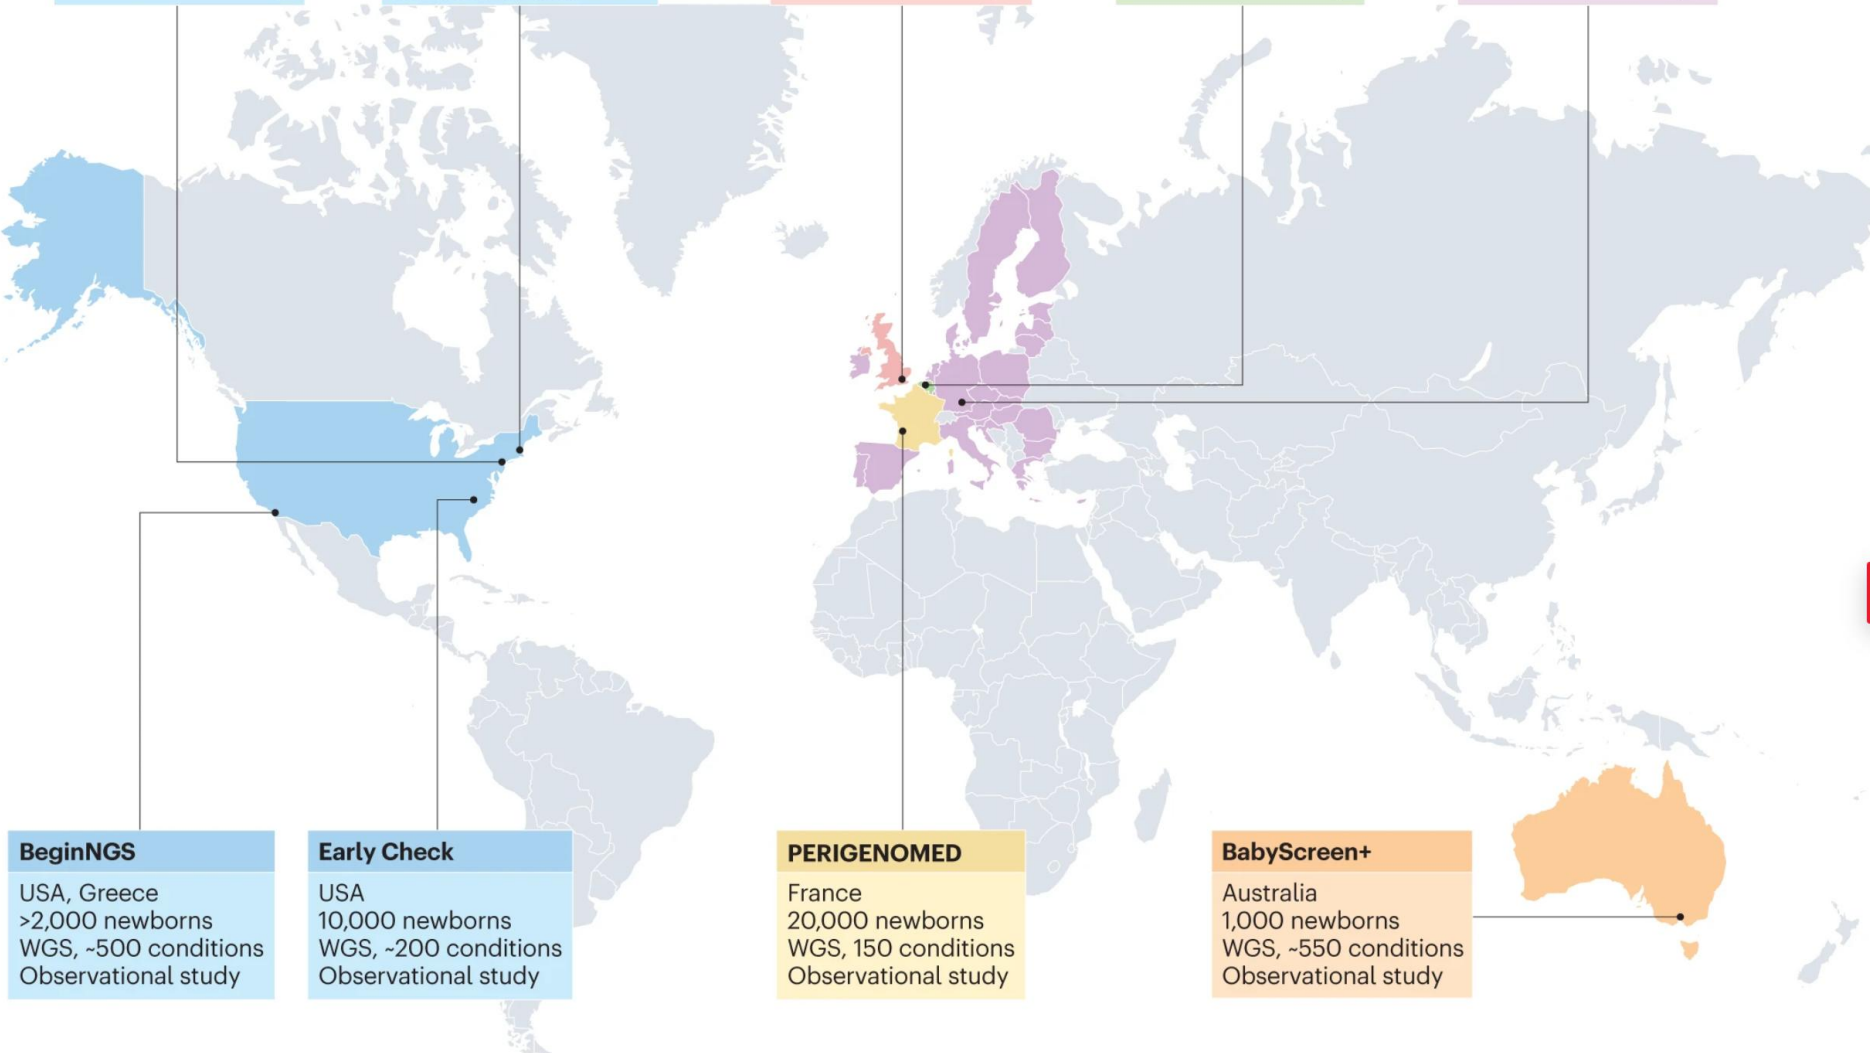 BeginNGS
USA, Greece
>2,000 newborns
WGS, ~500 conditions
Observational study
Early Check
USA
10,000 newborns
WGS, ~200 conditions
Observational study
PERIGENOMED
France
20,000 newborns
WGS, 150 conditions
Observational study
BabyScreen+
Australia
1,000 newborns
WGS, ~550 conditions
Observational study